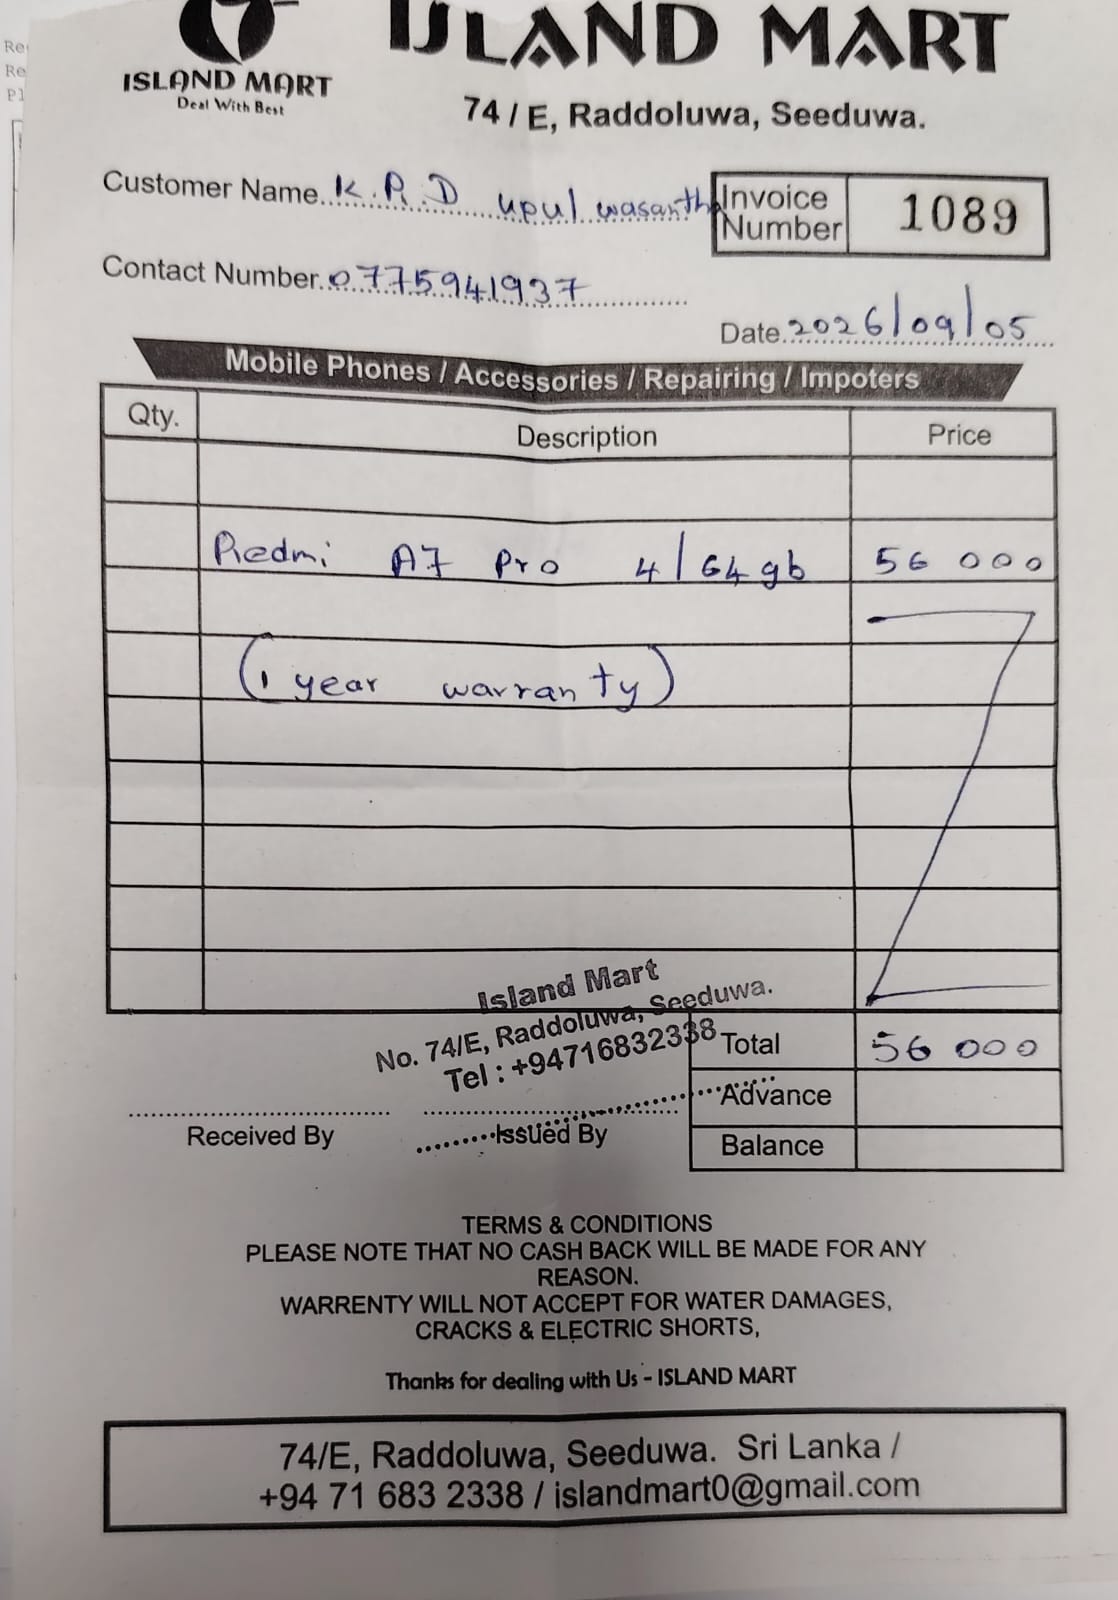 Re
Re
Pl
ISLAND MART
ISLAND MART
Deal With Best
74 / E, Raddoluwa, Seeduwa.
Customer Name K.P.D upul wasantha
Invoice Number 1089
Contact Number 0775941937
Date 2026/09/05
Mobile Phones / Accessories / Repairing / Impoters
Qty. Description Price
Redmi A7 Pro 4/64gb 56 000
(1 year warranty)
Island Mart
No. 74/E, Raddoluwa, Seeduwa.
Tel : +94716832338
Total 56 000
Advance
Received By Issued By
Balance
TERMS & CONDITIONS
PLEASE NOTE THAT NO CASH BACK WILL BE MADE FOR ANY
REASON.
WARRENTY WILL NOT ACCEPT FOR WATER DAMAGES,
CRACKS & ELECTRIC SHORTS,
Thanks for dealing with Us - ISLAND MART
74/E, Raddoluwa, Seeduwa. Sri Lanka /
+94 71 683 2338 / islandmart0@gmail.com